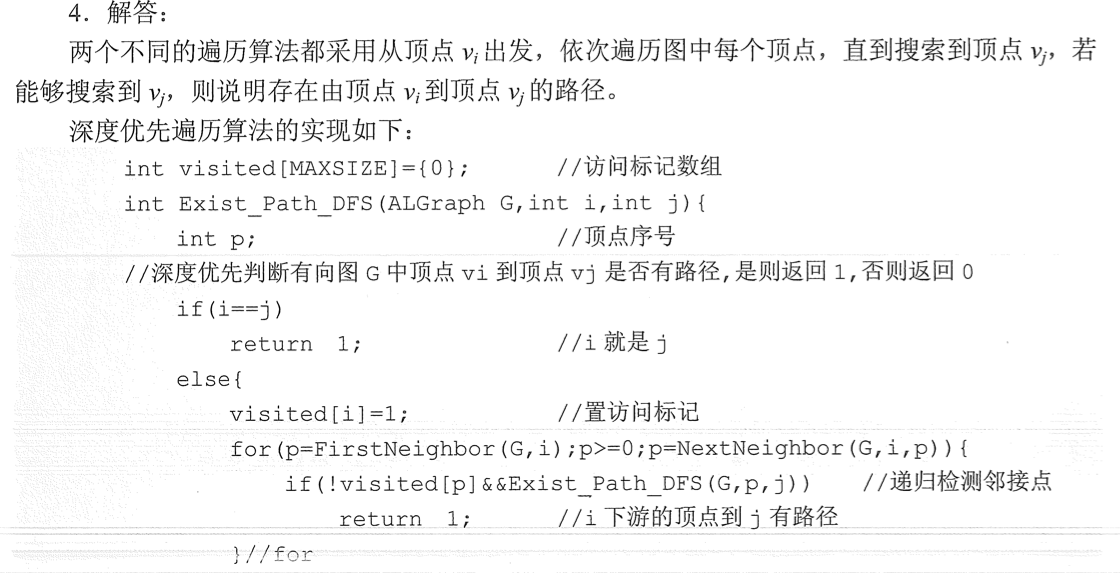 4．解答：
两个不同的遍历算法都采用从顶点 vi 出发，依次遍历图中每个顶点，直到搜索到顶点 vj，若
能够搜索到 vj，则说明存在由顶点 vi 到顶点 vj 的路径。
深度优先遍历算法的实现如下：
int visited[MAXSIZE]={0}; //访问标记数组
int Exist_Path_DFS(ALGraph G,int i,int j){
int p; //顶点序号
//深度优先判断有向图 G 中顶点 vi 到顶点 vj 是否有路径,是则返回 1,否则返回 0
if(i==j)
return 1; //i 就是 j
else{
visited[i]=1; //置访问标记
for(p=FirstNeighbor(G,i);p>=0;p=NextNeighbor(G,i,p)){
if(!visited[p]&&Exist_Path_DFS(G,p,j)) //递归检测邻接点
return 1; //i 下游的顶点到 j 有路径
}//for